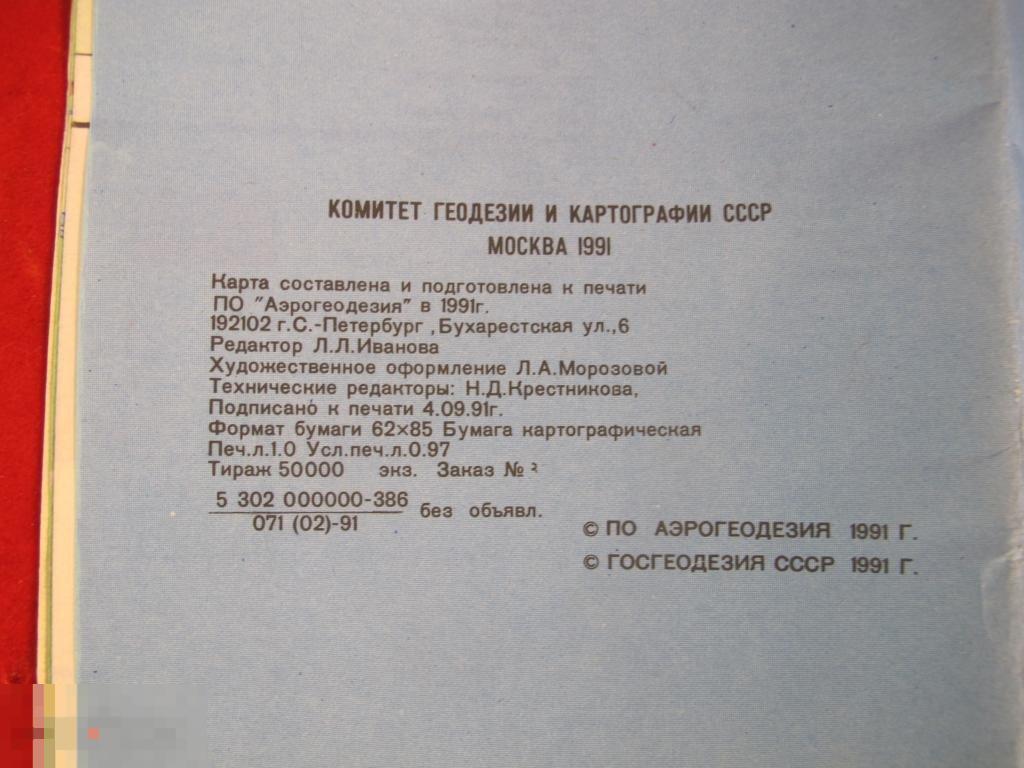 КОМИТЕТ ГЕОДЕЗИИ И КАРТОГРАФИИ СССР
МОСКВА 1991
Карта составлена и подготовлена к печати
ПО "Аэрогеодезия" в 1991г.
192102 г.С.-Петербург ,Бухарестская ул.,6
Редактор Л.Л.Иванова
Художественное оформление Л.А.Морозовой
Технические редакторы: Н.Д.Крестникова,
Подписано к печати 4.09.91г.
Формат бумаги 62×85 Бумага картографическая
Печ.л.1.0 Усл.печ.л.0.97
Тираж 50000 экз. Заказ № 2
5 302 000000-386
071 (02)-91
без объявл.
© ПО АЭРОГЕОДЕЗИЯ 1991 Г.
© ГОСГЕОДЕЗИЯ СССР 1991 Г.